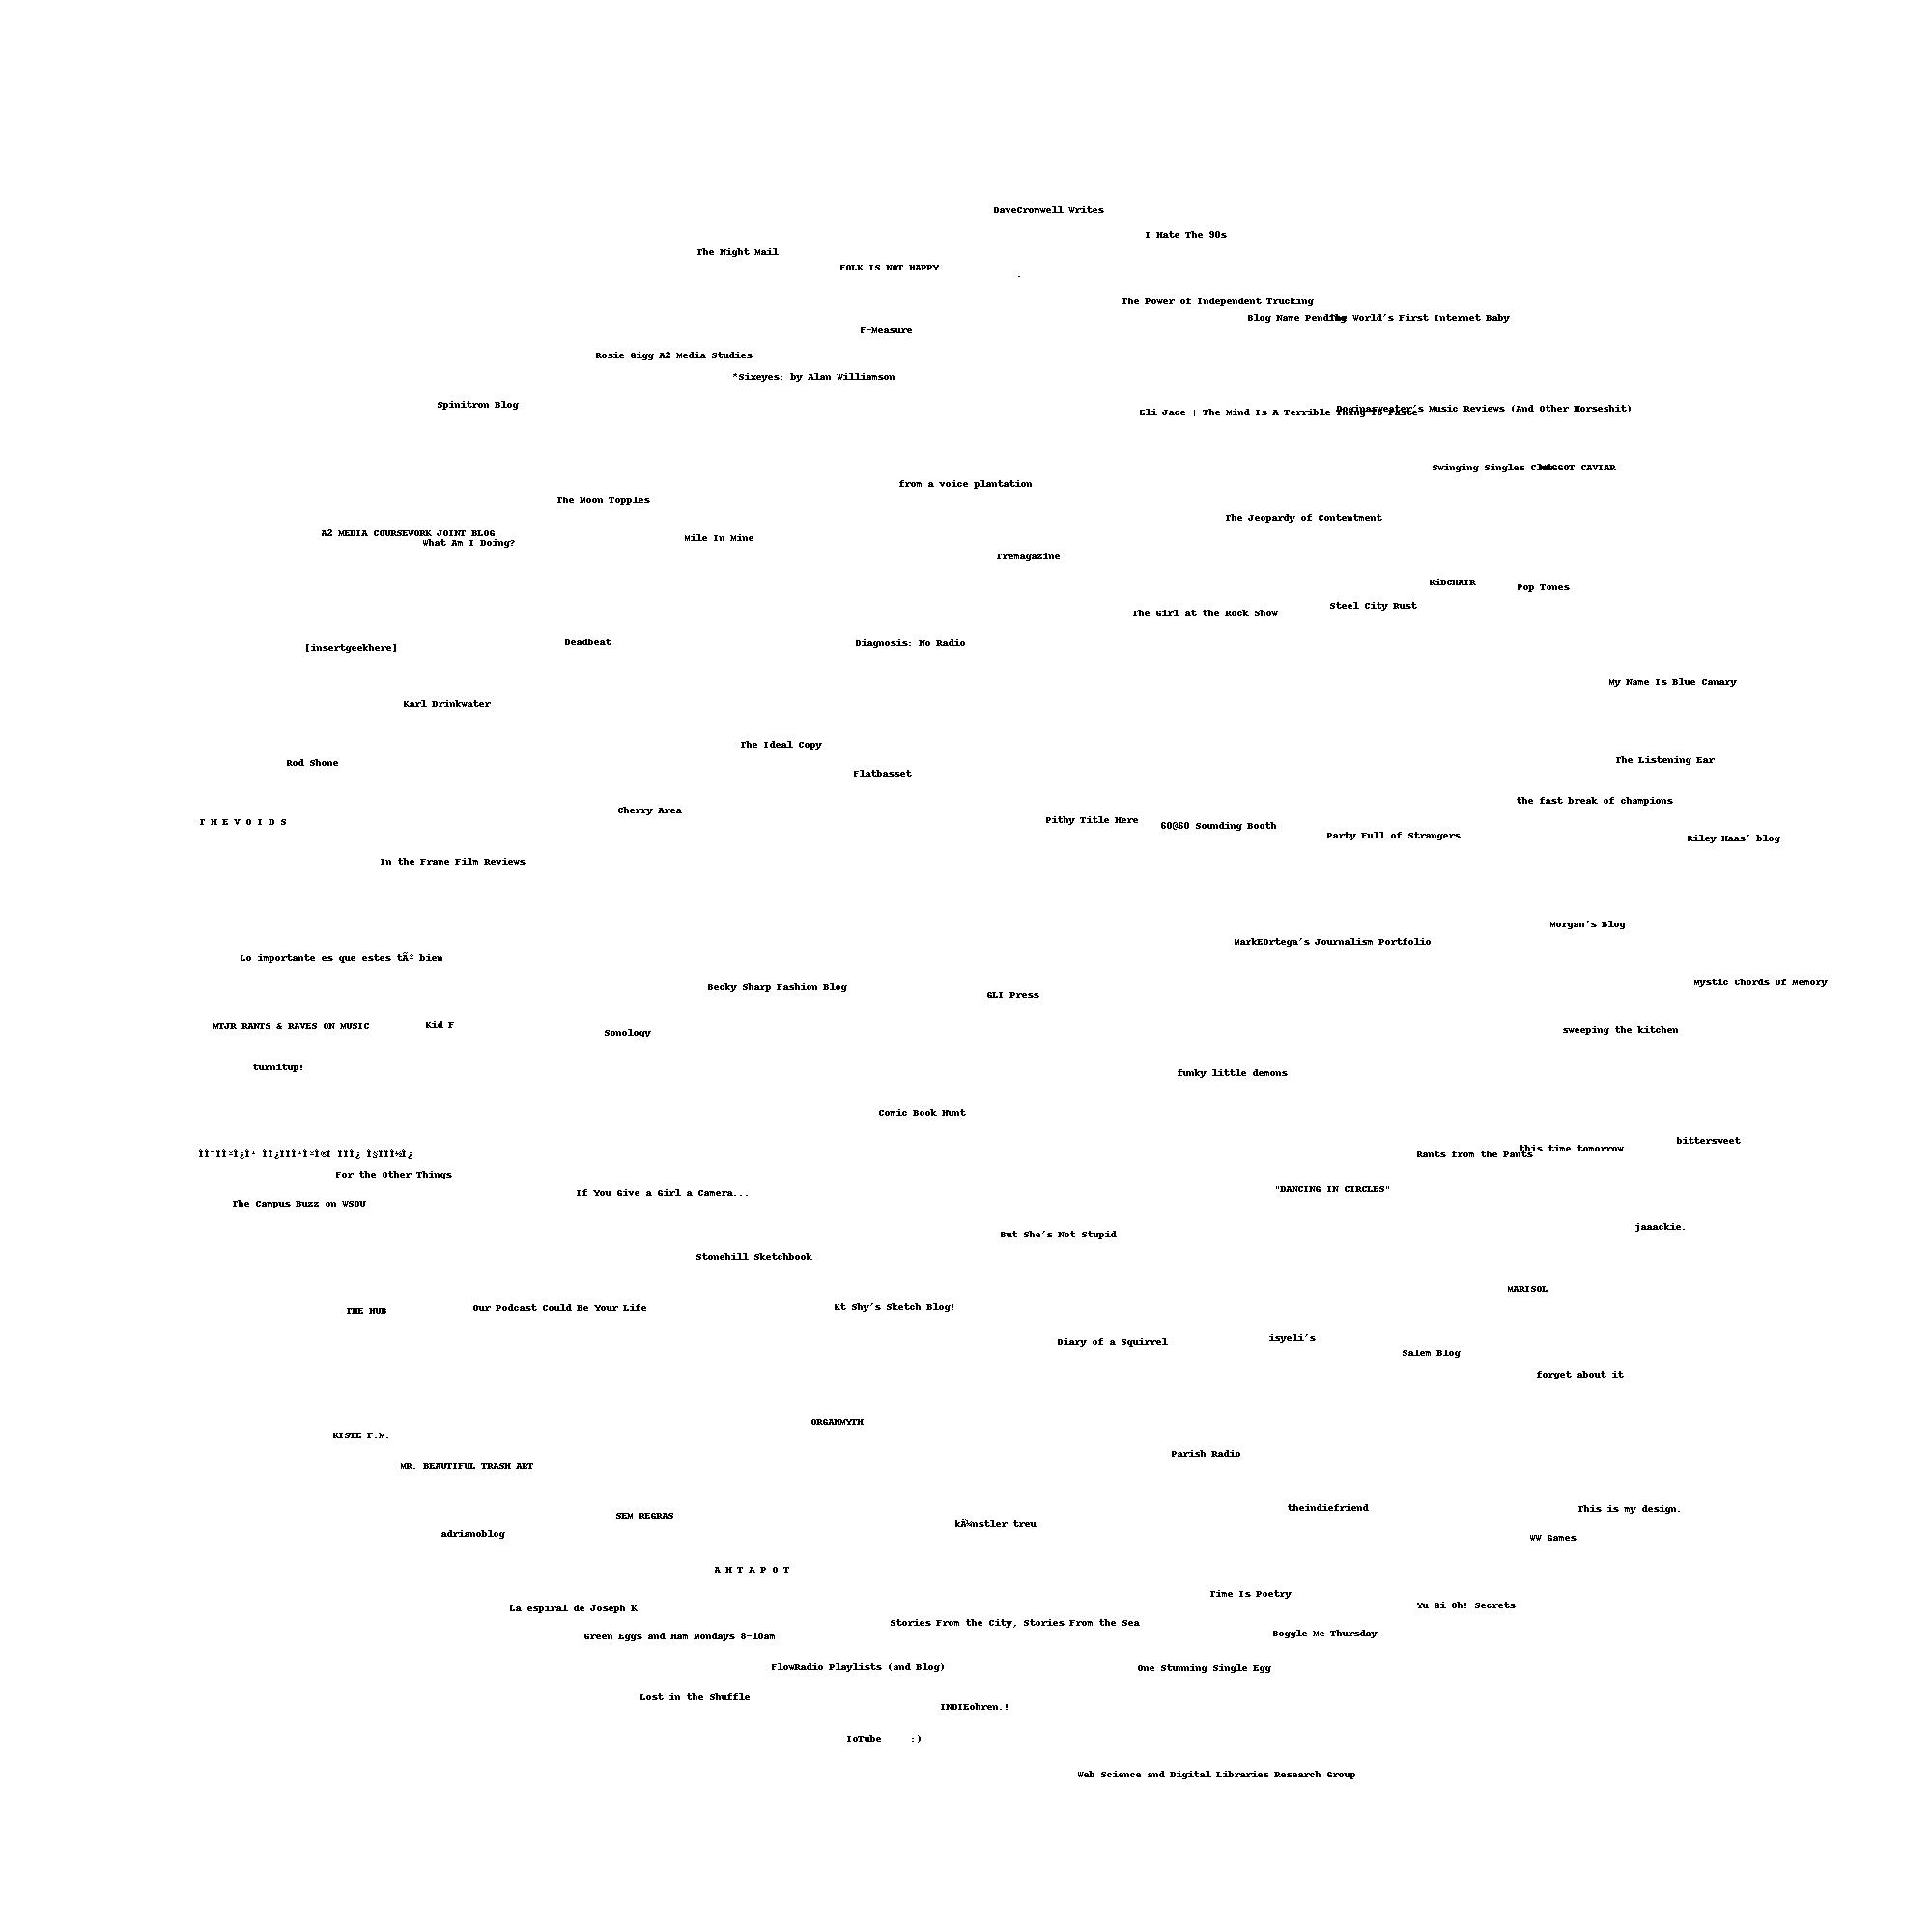 DaveCromwell Writes
I Hate The 90s
The Night Mail
FOLK IS NOT HAPPY
.
The Power of Independent Trucking
Blog Name Pending
The World's First Internet Baby
F-Measure
Rosie Gigg A2 Media Studies
*Sixeyes: by Alan Williamson
Spinitron Blog
Eli Jace | The Mind Is A Terrible Thing To Paste
Music Reviews (And Other Horseshit)
Swinging Singles Club
MAGGOT CAVIAR
from a voice plantation
The Moon Topples
The Jeopardy of Contentment
A2 MEDIA COURSEWORK JOINT BLOG
What Am I Doing?
Mile In Mine
Tremagazine
KiDCHAIR
Pop Tones
Steel City Rust
The Girl at the Rock Show
Deadbeat
Diagnosis: No Radio
[insertgeekhere]
My Name Is Blue Canary
Karl Drinkwater
The Ideal Copy
Rod Shone
The Listening Ear
Flatbasset
the fast break of champions
Cherry Area
T H E V O I D S
Pithy Title Here
60@60 Sounding Booth
Party Full of Strangers
Riley Haas' blog
In the Frame Film Reviews
Morgan's Blog
MarkEOrtega's Journalism Portfolio
Lo importante es que estes tÃº bien
Mystic Chords Of Memory
Becky Sharp Fashion Blog
GLI Press
MTJR RANTS & RAVES ON MUSIC
Kid F
Sonology
sweeping the kitchen
turnitup!
funky little demons
Comic Book Hunt
bittersweet
this time tomorrow
Rants from the Pants
For the Other Things
If You Give a Girl a Camera...
"DANCING IN CIRCLES"
The Campus Buzz on WSOU
jaaackie.
But She's Not Stupid
Stonehill Sketchbook
MARISOL
THE HUB
Our Podcast Could Be Your Life
Kt Shy's Sketch Blog!
Diary of a Squirrel
isyeli's
Salem Blog
forget about it
ORGANMYTH
KISTE F.M.
Parish Radio
MR. BEAUTIFUL TRASH ART
theindiefriend
This is my design.
SEM REGRAS
kÃ¼nstler treu
adrianoblog
WW Games
A H T A P O T
Time Is Poetry
Yu-Gi-Oh! Secrets
La espiral de Joseph K
Stories From the City, Stories From the Sea
Green Eggs and Ham Mondays 8-10am
Boggle Me Thursday
FlowRadio Playlists (and Blog)
One Stunning Single Egg
Lost in the Shuffle
INDIEohren.!
IoTube :)
Web Science and Digital Libraries Research Group